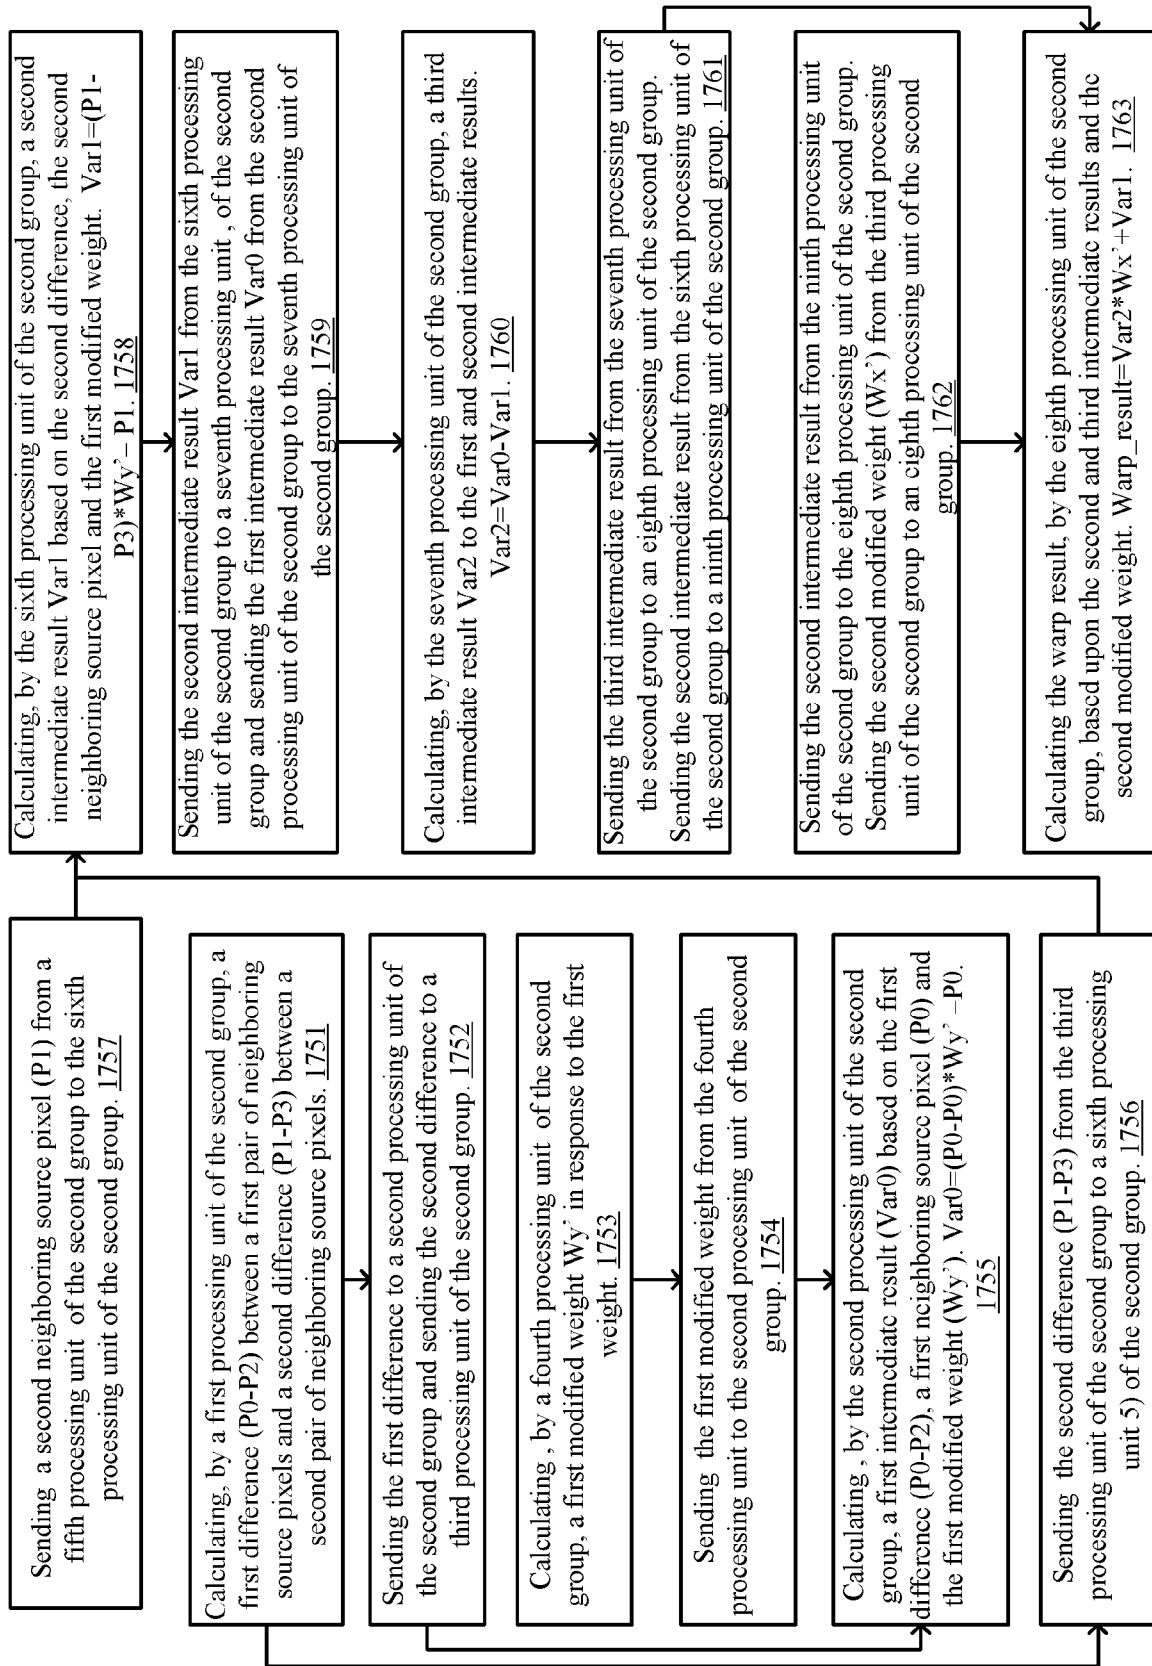 Sending a second neighboring source pixel (P1) from a
fifth processing unit of the second group to the sixth
processing unit of the second group. 1757
Calculating, by a first processing unit of the second group, a
first difference (P0-P2) between a first pair of neighboring
source pixels and a second difference (P1-P3) between a
second pair of neighboring source pixels. 1751
Sending the first difference to a second processing unit of
the second group and sending the second difference to a
third processing unit of the second group. 1752
Calculating , by a fourth processing unit of the second
group, a first modified weight Wy' in response to the first
weight. 1753
Sending the first modified weight from the fourth
processing unit to the second processing unit of the second
group. 1754
Calculating , by the second processing unit of the second
group, a first intermediate result (Var0) based on the first
difference (P0-P2), a first neighboring source pixel (P0) and
the first modified weight (Wy'). Var0=(P0-P0)*Wy' –P0.
1755
Sending the second difference (P1-P3) from the third
processing unit of the second group to a sixth processing
unit 5) of the second group. 1756
Calculating, by the sixth processing unit of the second group, a second
intermediate result Var1 based on the second difference, the second
neighboring source pixel and the first modified weight. Var1=(P1-
P3)*Wy'– P1. 1758
Sending the second intermediate result Var1 from the sixth processing
unit of the second group to a seventh processing unit , of the second
group and sending the first intermediate result Var0 from the second
processing unit of the second group to the seventh processing unit of
the second group. 1759
Calculating, by the seventh processing unit of the second group, a third
intermediate result Var2 to the first and second intermediate results.
Var2=Var0-Var1. 1760
Sending the third intermediate result from the seventh processing unit of
the second group to an eighth processing unit of the second group.
Sending the second intermediate result from the sixth processing unit of
the second group to a ninth processing unit of the second group. 1761
Sending the second intermediate result from the ninth processing unit
of the second group to the eighth processing unit of the second group.
Sending the second modified weight (Wx') from the third processing
unit of the second group to an eighth processing unit of the second
group. 1762
Calculating the warp result, by the eighth processing unit of the second
group, based upon the second and third intermediate results and the
second modified weight. Warp_result=Var2*Wx'+Var1. 1763